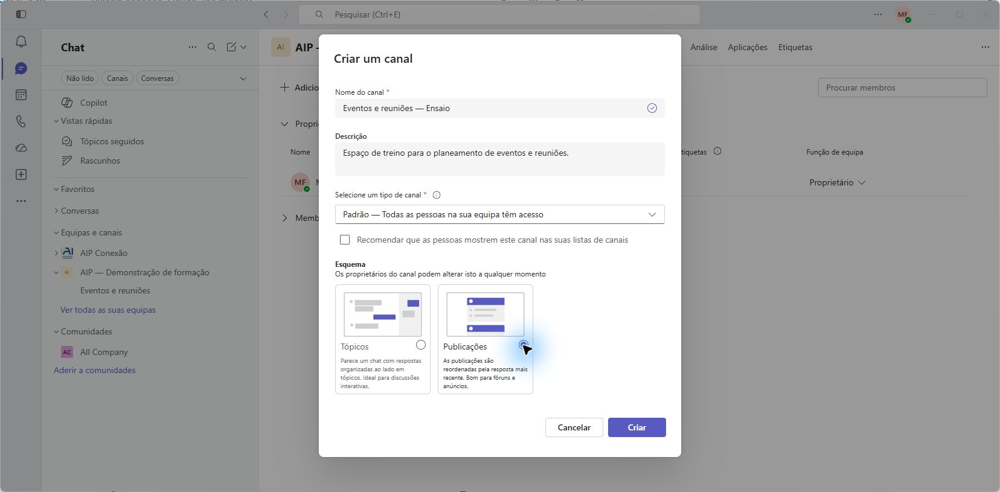 Pesquisar (Ctrl+E)
MF
Chat
Não lido
Canais
Conversas
Copilot
Vistas rápidas
Tópicos seguidos
Rascunhos
Favoritos
Conversas
Equipas e canais
AIP Conexão
AI
AIP — Demonstração de formação
Eventos e reuniões
Ver todas as suas equipas
Comunidades
AC
All Company
Aderir a comunidades
AI
AIP -
Análise
Aplicações
Etiquetas
Procurar membros
Nome
Função de equipa
MF
Proprietário
Criar um canal
Nome do canal *
Eventos e reuniões — Ensaio
Descrição
Espaço de treino para o planeamento de eventos e reuniões.
Selecione um tipo de canal *
Padrão — Todas as pessoas na sua equipa têm acesso
Recomendar que as pessoas mostrem este canal nas suas listas de canais
Esquema
Os proprietários do canal podem alterar isto a qualquer momento
Tópicos
Parece um chat com respostas
organizadas ao lado em
tópicos. Ideal para discussões
interativas.
Publicações
As publicações são
reordenadas pela resposta mais
recente. Bom para fóruns e
anúncios.
Cancelar
Criar